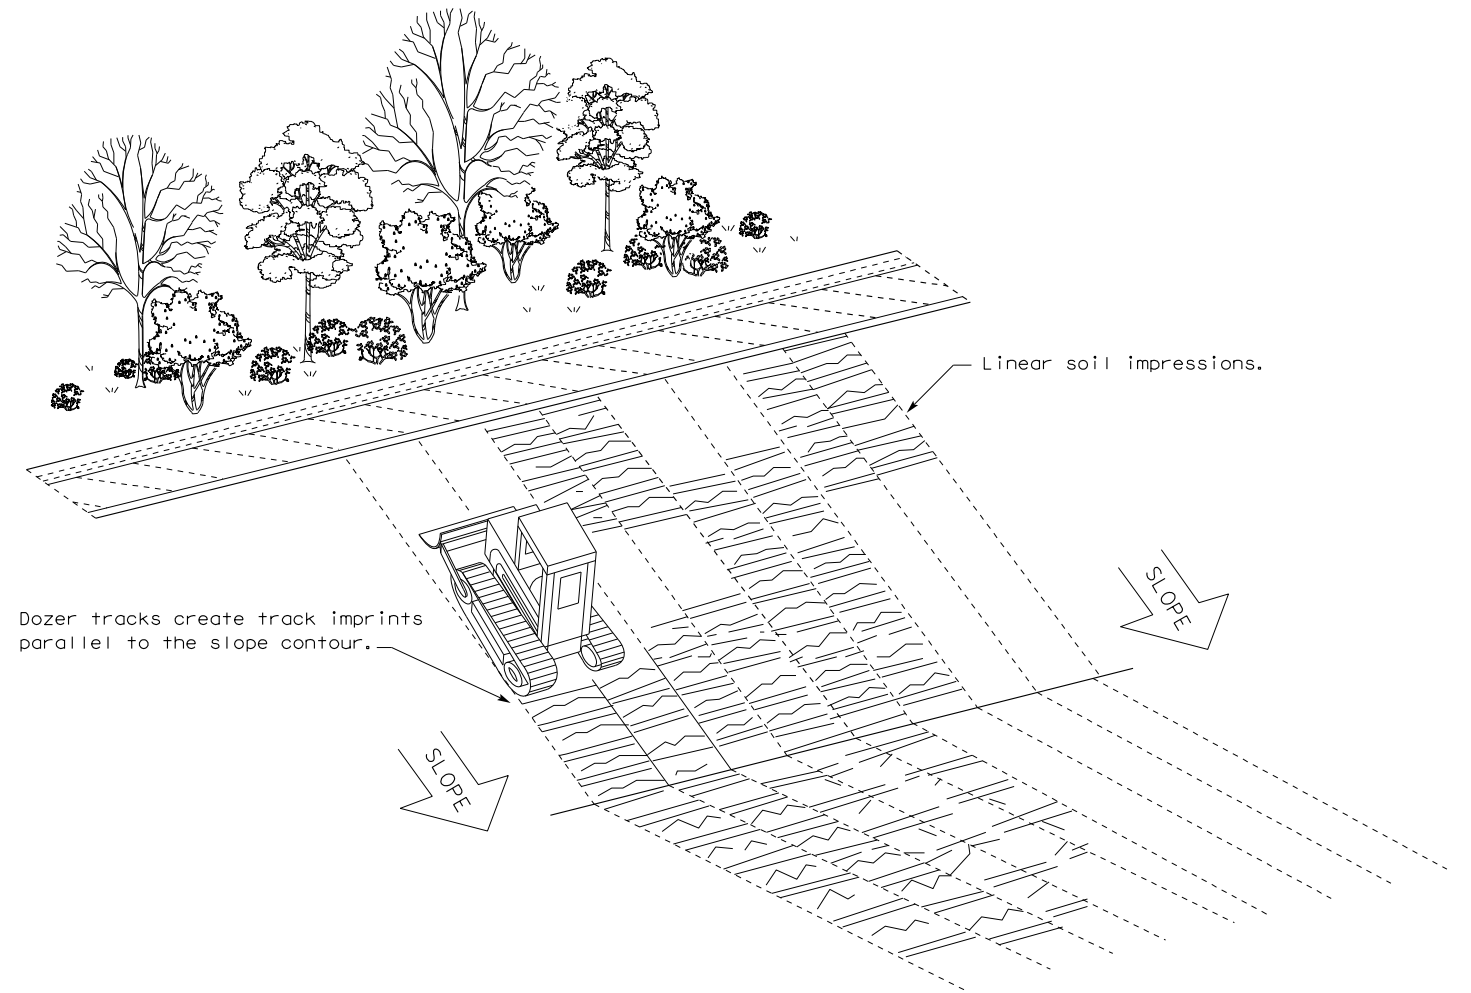 Linear soil impressions.
Dozer tracks create track imprints
parallel to the slope contour.
SLOPE
SLOPE